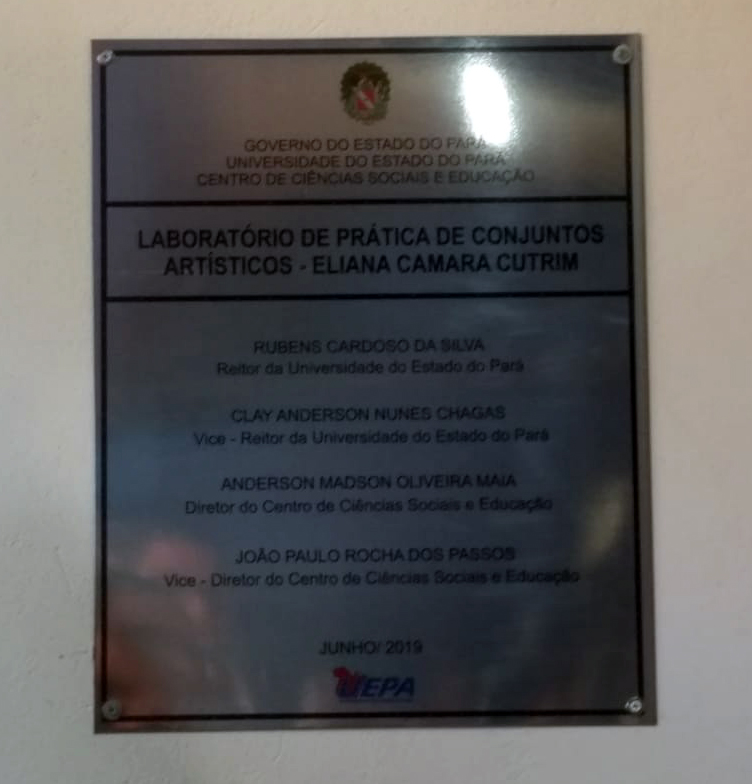 GOVERNO DO ESTADO DO PARÁ
UNIVERSIDADE DO ESTADO DO PARÁ
CENTRO DE CIÊNCIAS SOCIAIS E EDUCAÇÃO
LABORATÓRIO DE PRÁTICA DE CONJUNTOS
ARTÍSTICOS - ELIANA CAMARA CUTRIM
RUBENS CARDOSO DA SILVA
Reitor da Universidade do Estado do Pará
CLAY ANDERSON NUNES CHAGAS
Vice - Reitor da Universidade do Estado do Pará
ANDERSON MADSON OLIVEIRA MAIA
Diretor do Centro de Ciências Sociais e Educação
JOÃO PAULO ROCHA DOS PASSOS
Vice - Diretor do Centro de Ciências Sociais e Educação
JUNHO/ 2019
UEPA